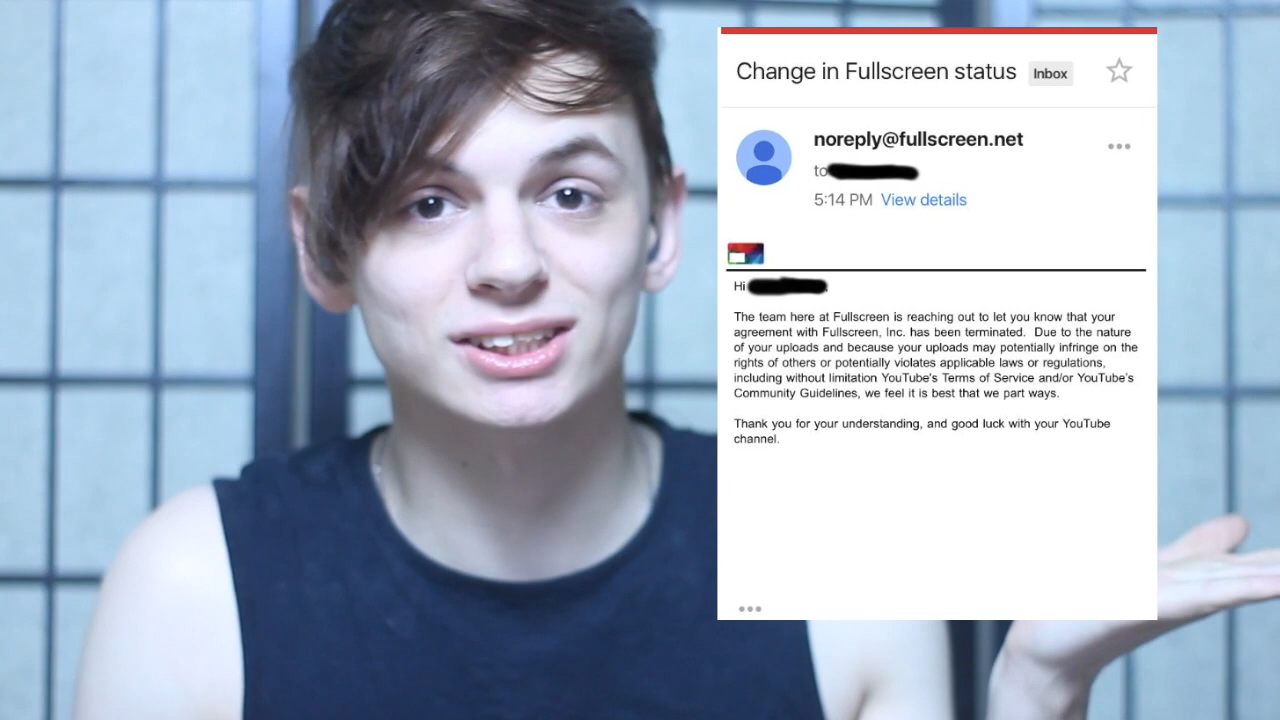 Change in Fullscreen status Inbox
noreply@fullscreen.net
to
5:14 PM View details
Hi
The team here at Fullscreen is reaching out to let you know that your
agreement with Fullscreen, Inc. has been terminated. Due to the nature
of your uploads and because your uploads may potentially infringe on the
rights of others or potentially violates applicable laws or regulations,
including without limitation YouTube's Terms of Service and/or YouTube's
Community Guidelines, we feel it is best that we part ways.
Thank you for your understanding, and good luck with your YouTube
channel.